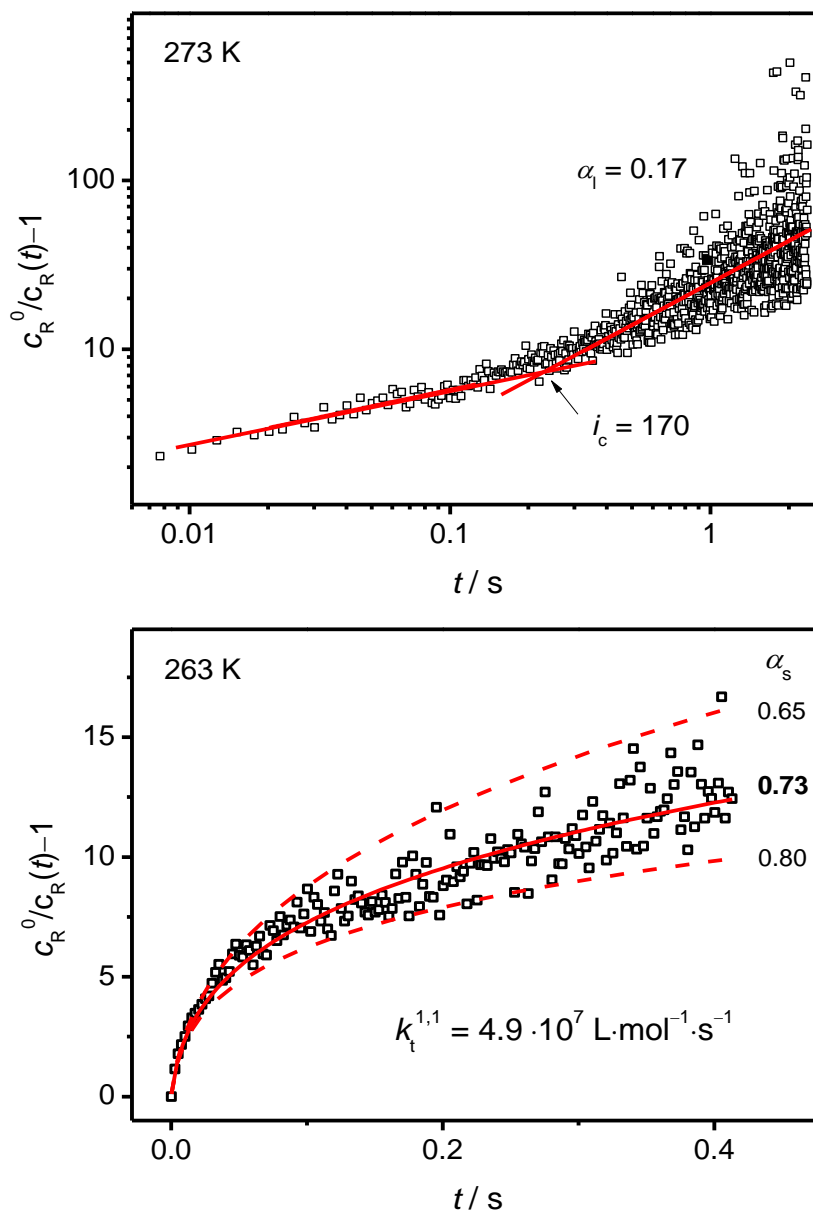 273 K
100
10
α_l = 0.17
i_c = 170
c_R^0/c_R(t)−1
0.01
0.1
1
t / s
263 K
α_s
0.65
0.73
0.80
15
10
5
0
k_t^1,1 = 4.9 ·10^7 L·mol^−1·s^−1
c_R^0/c_R(t)−1
0.0
0.2
0.4
t / s